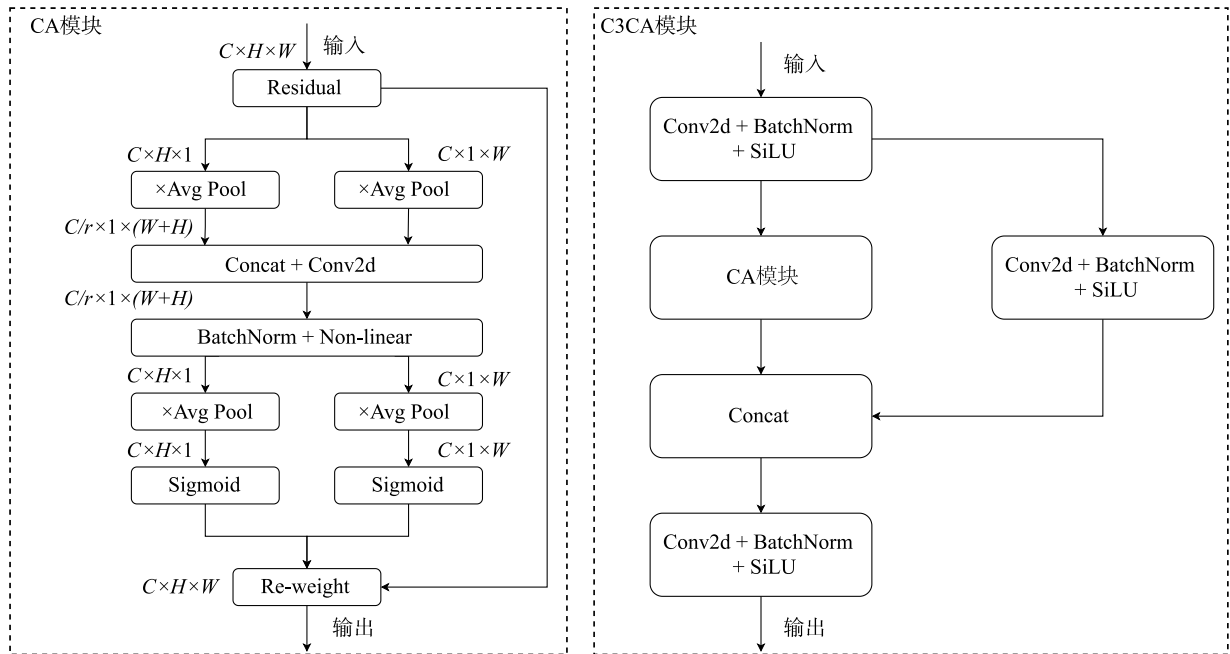 CA模块
输入
C×H×W
Residual
C×H×1
C×1×W
×Avg Pool
×Avg Pool
C/r×1×(W+H)
Concat + Conv2d
C/r×1×(W+H)
BatchNorm + Non-linear
C×H×1
C×1×W
×Avg Pool
×Avg Pool
C×H×1
C×1×W
Sigmoid
Sigmoid
C×H×W
Re-weight
输出
C3CA模块
输入
Conv2d + BatchNorm
+ SiLU
CA模块
Conv2d + BatchNorm
+ SiLU
Concat
Conv2d + BatchNorm
+ SiLU
输出